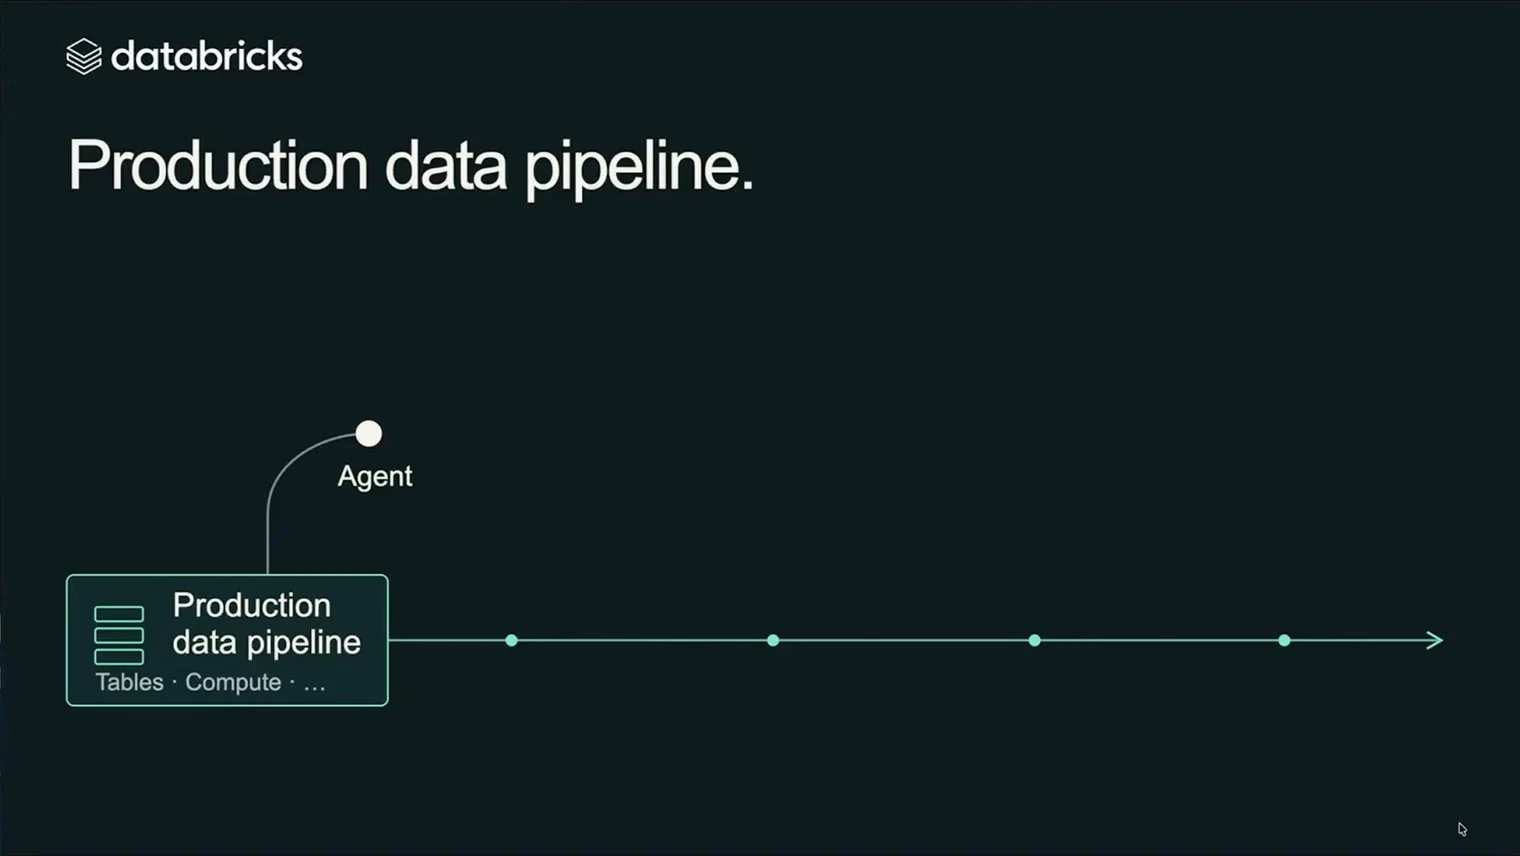 databricks
Production data pipeline.
Agent
Production
data pipeline
Tables · Compute · …